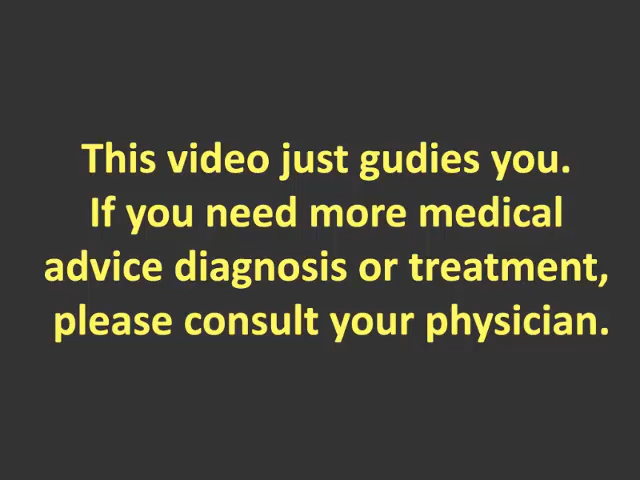 This video just gudies you.
If you need more medical
advice diagnosis or treatment,
please consult your physician.